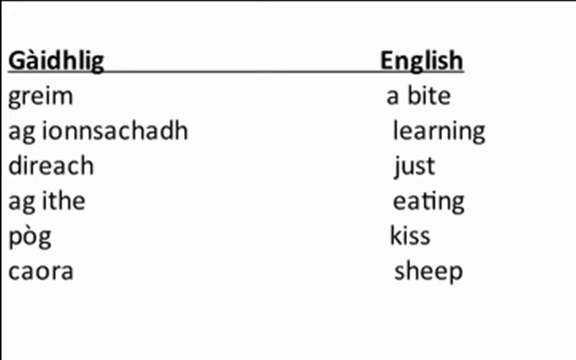 Gàidhlig English
greim a bite
ag ionnsachadh learning
direach just
ag ithe eating
pòg kiss
caora sheep